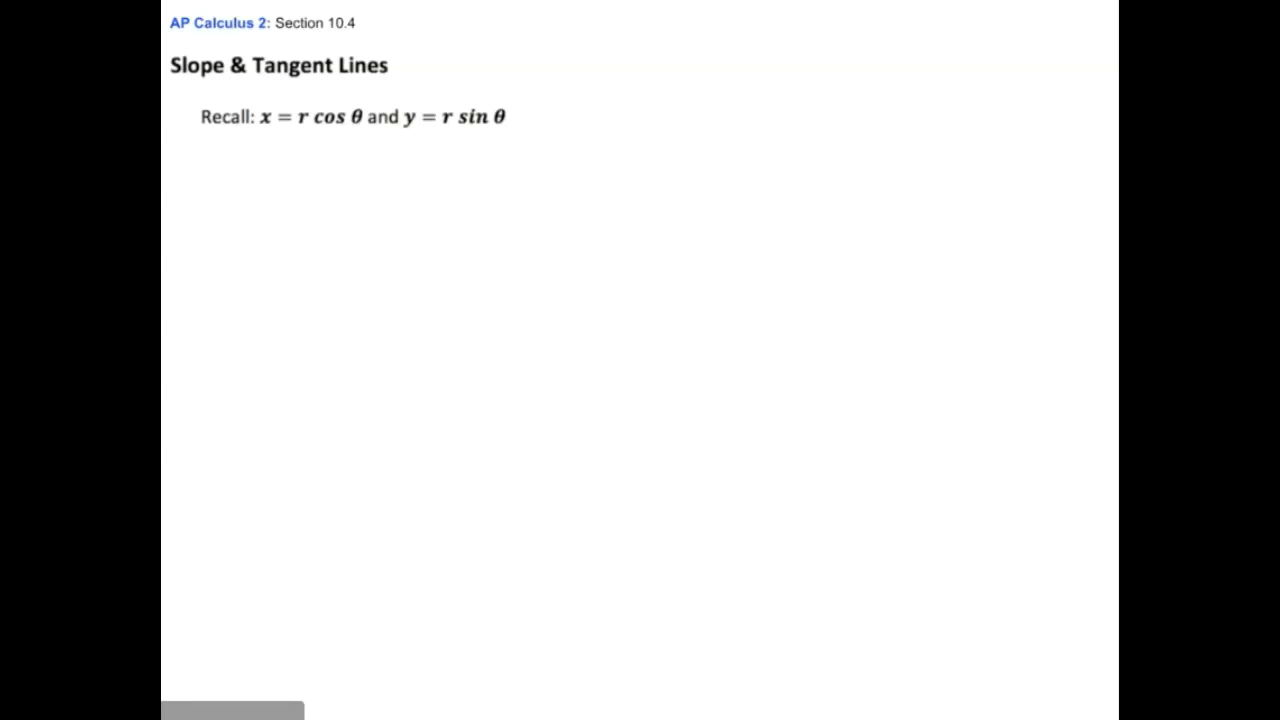 AP Calculus 2: Section 10.4
Slope & Tangent Lines
Recall: x = r cos θ and y = r sin θ